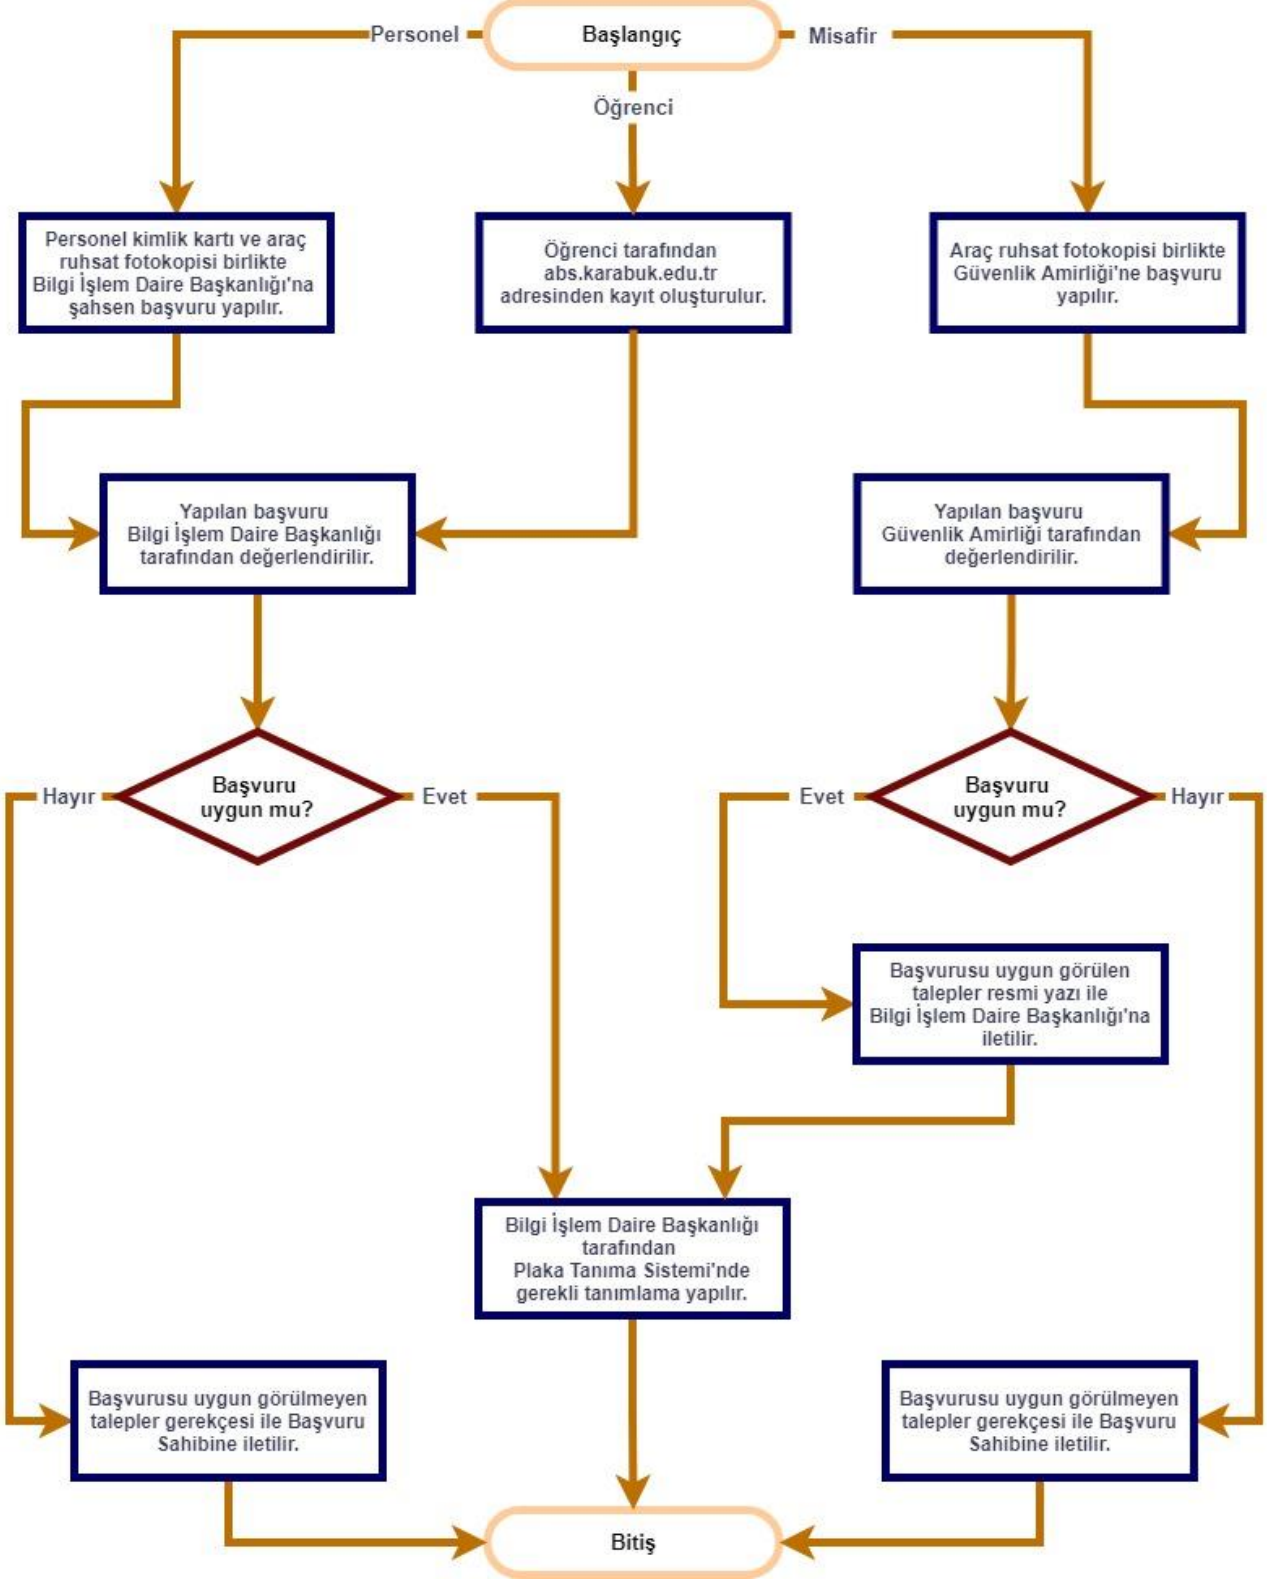 Başlangıç
Personel
Misafir
Öğrenci
Personel kimlik kartı ve araç
ruhsat fotokopisi birlikte
Bilgi İşlem Daire Başkanlığı'na
şahsen başvuru yapılır.
Öğrenci tarafından
abs.karabuk.edu.tr
adresinden kayıt oluşturulur.
Araç ruhsat fotokopisi birlikte
Güvenlik Amirliği'ne başvuru
yapılır.
Yapılan başvuru
Bilgi İşlem Daire Başkanlığı
tarafından değerlendirilir.
Yapılan başvuru
Güvenlik Amirliği tarafından
değerlendirilir.
Hayır
Başvuru
uygun mu?
Evet
Evet
Başvuru
uygun mu?
Hayır
Başvurusu uygun görülen
talepler resmi yazı ile
Bilgi İşlem Daire Başkanlığı'na
iletilir.
Bilgi İşlem Daire Başkanlığı
tarafından
Plaka Tanıma Sistemi'nde
gerekli tanımlama yapılır.
Başvurusu uygun görülmeyen
talepler gerekçesi ile Başvuru
Sahibine iletilir.
Başvurusu uygun görülmeyen
talepler gerekçesi ile Başvuru
Sahibine iletilir.
Bitiş